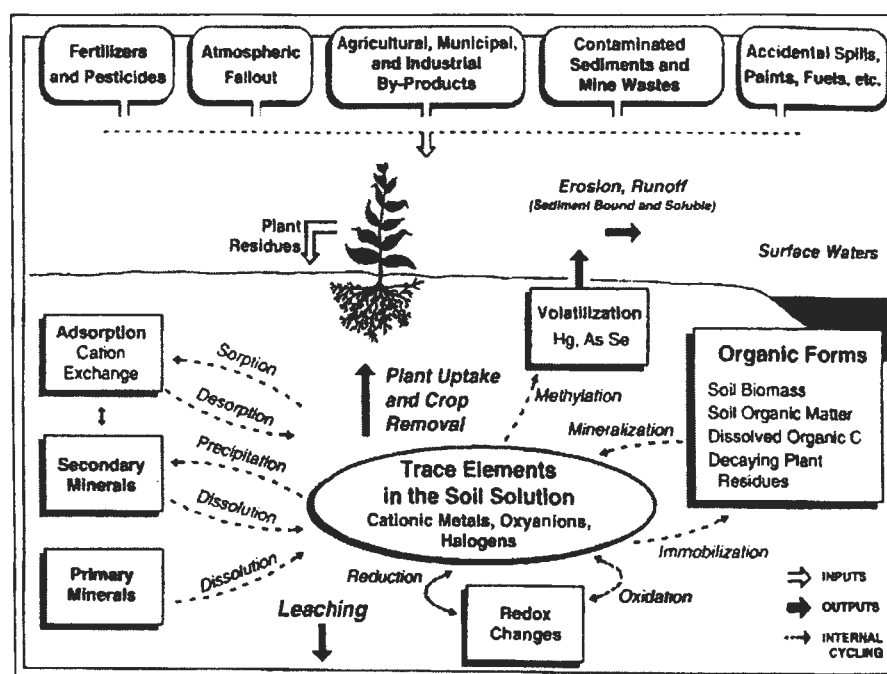 Fertilizers
and Pesticides
Atmospheric
Fallout
Agricultural, Municipal,
and Industrial
By-Products
Contaminated
Sediments and
Mine Wastes
Accidental Spills,
Paints, Fuels, etc.
Plant
Residues
Erosion, Runoff
(Sediment Bound and Soluble)
Surface Waters
Adsorption
Cation
Exchange
Sorption
Desorption
Plant Uptake
and Crop
Removal
Volatilization
Hg, As Se
Methylation
Organic Forms
Soil Biomass
Soil Organic Matter
Dissolved Organic C
Decaying Plant
Residues
Mineralization
Secondary
Minerals
Precipitation
Dissolution
Trace Elements
in the Soil Solution
Cationic Metals, Oxyanions,
Halogens
Immobilization
Primary
Minerals
Dissolution
Reduction
Oxidation
Redox
Changes
Leaching
INPUTS
OUTPUTS
INTERNAL
CYCLING